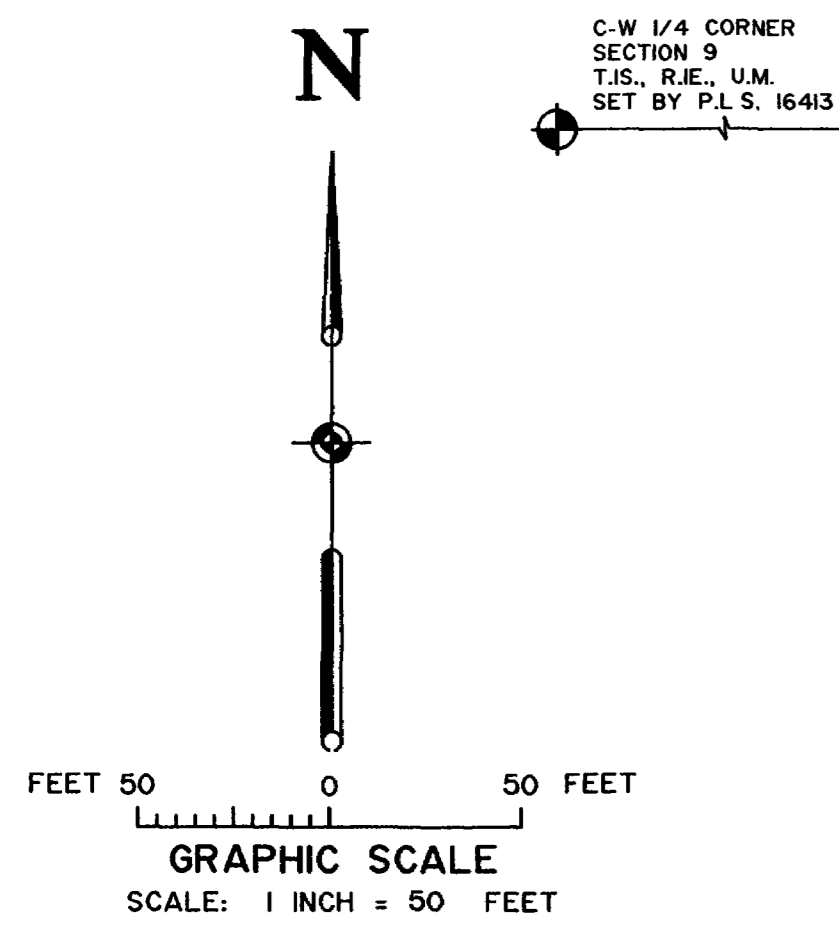 N
C-W 1/4 CORNER
SECTION 9
T.1S., R.1E., U.M.
SET BY P.L S. 16413
FEET 50 0 50 FEET
GRAPHIC SCALE
SCALE: 1 INCH = 50 FEET